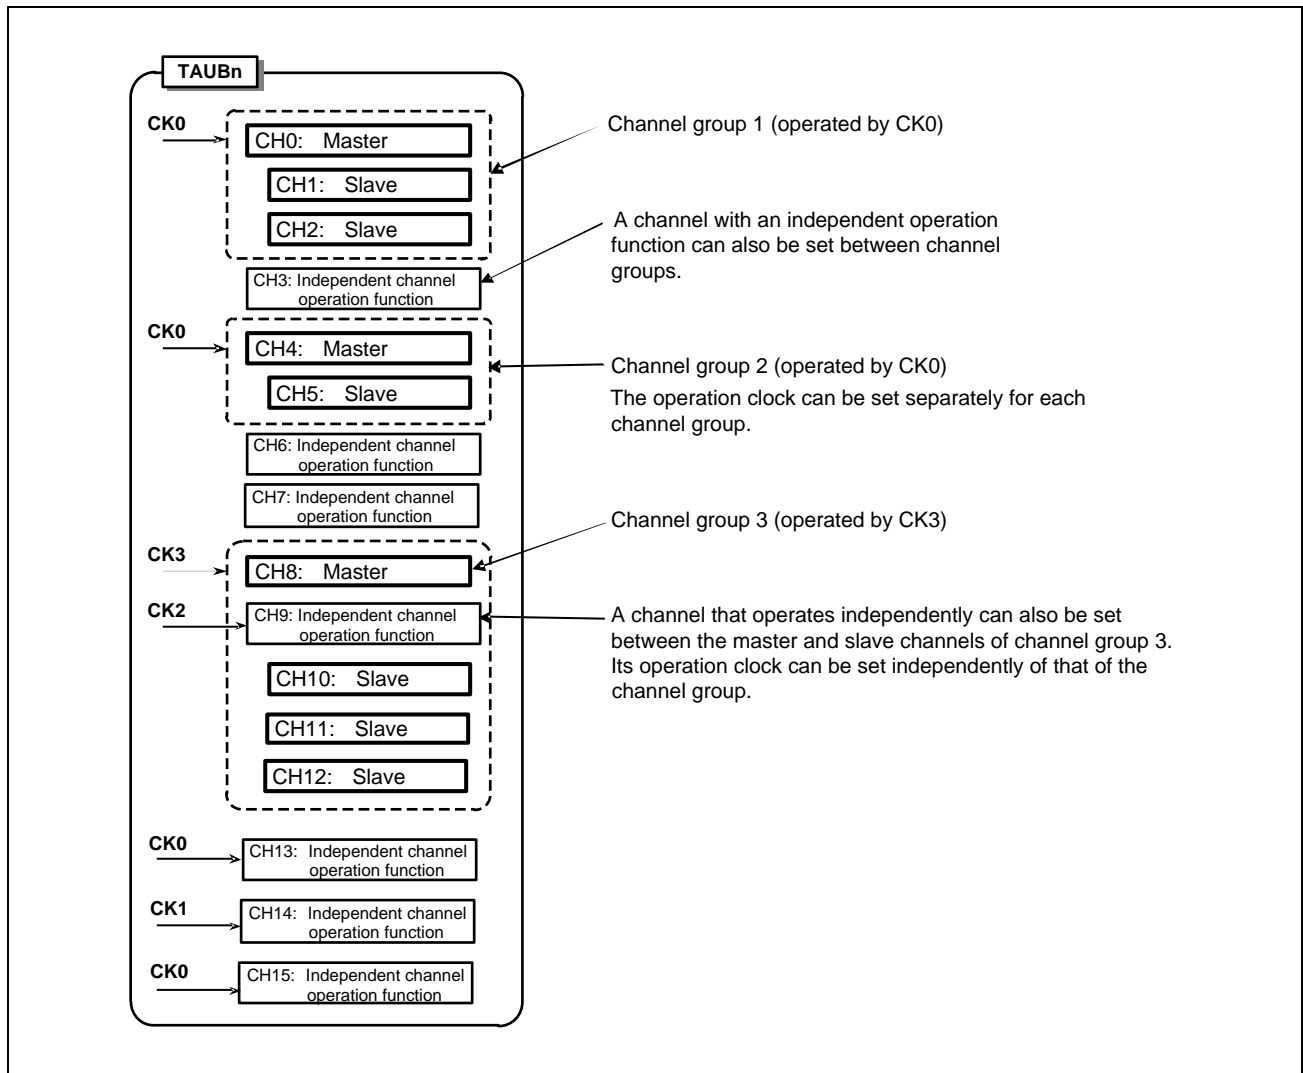 TAUBn
CK0
CH0: Master
CH1: Slave
CH2: Slave
Channel group 1 (operated by CK0)
CH3: Independent channel
operation function
A channel with an independent operation
function can also be set between channel
groups.
CK0
CH4: Master
CH5: Slave
Channel group 2 (operated by CK0)
The operation clock can be set separately for each
channel group.
CH6: Independent channel
operation function
CH7: Independent channel
operation function
CK3
CH8: Master
Channel group 3 (operated by CK3)
CK2
CH9: Independent channel
operation function
A channel that operates independently can also be set
between the master and slave channels of channel group 3.
Its operation clock can be set independently of that of the
channel group.
CH10: Slave
CH11: Slave
CH12: Slave
CK0
CH13: Independent channel
operation function
CK1
CH14: Independent channel
operation function
CK0
CH15: Independent channel
operation function